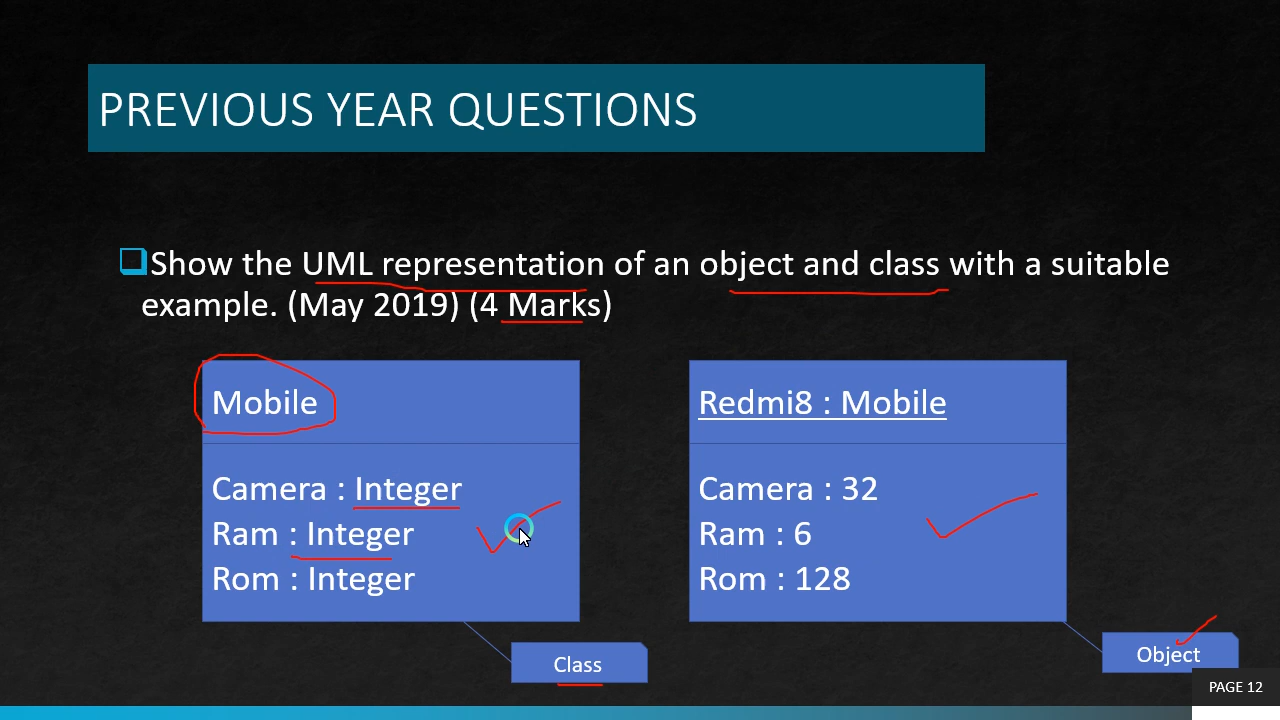 PREVIOUS YEAR QUESTIONS
Show the UML representation of an object and class with a suitable
example. (May 2019) (4 Marks)
Mobile
Camera : Integer
Ram : Integer
Rom : Integer
Class
Redmi8 : Mobile
Camera : 32
Ram : 6
Rom : 128
Object
PAGE 12